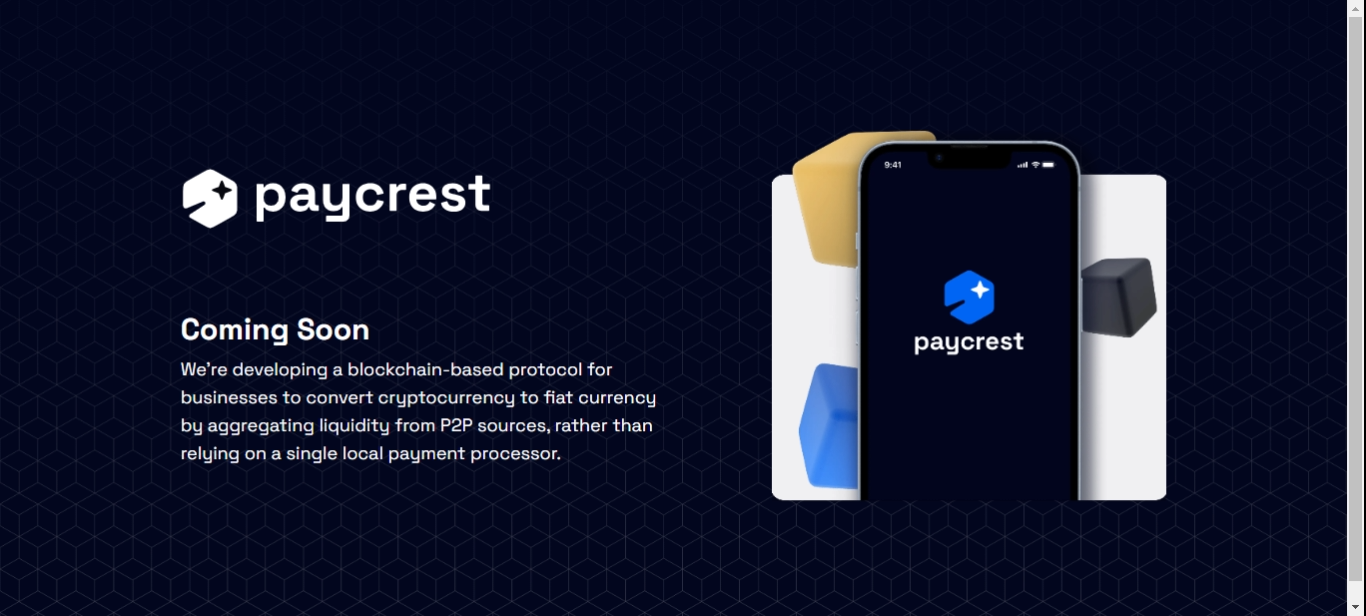 paycrest
Coming Soon
We’re developing a blockchain-based protocol for
businesses to convert cryptocurrency to fiat currency
by aggregating liquidity from P2P sources, rather than
relying on a single local payment processor.
9:41
paycrest